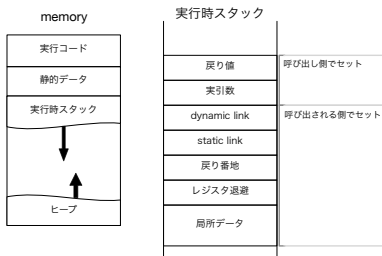 memory
実行コード
静的データ
実行時スタック
ヒープ
実行時スタック
戻り値
実引数
dynamic link
static link
戻り番地
レジスタ退避
局所データ
呼び出し側でセット
呼び出される側でセット